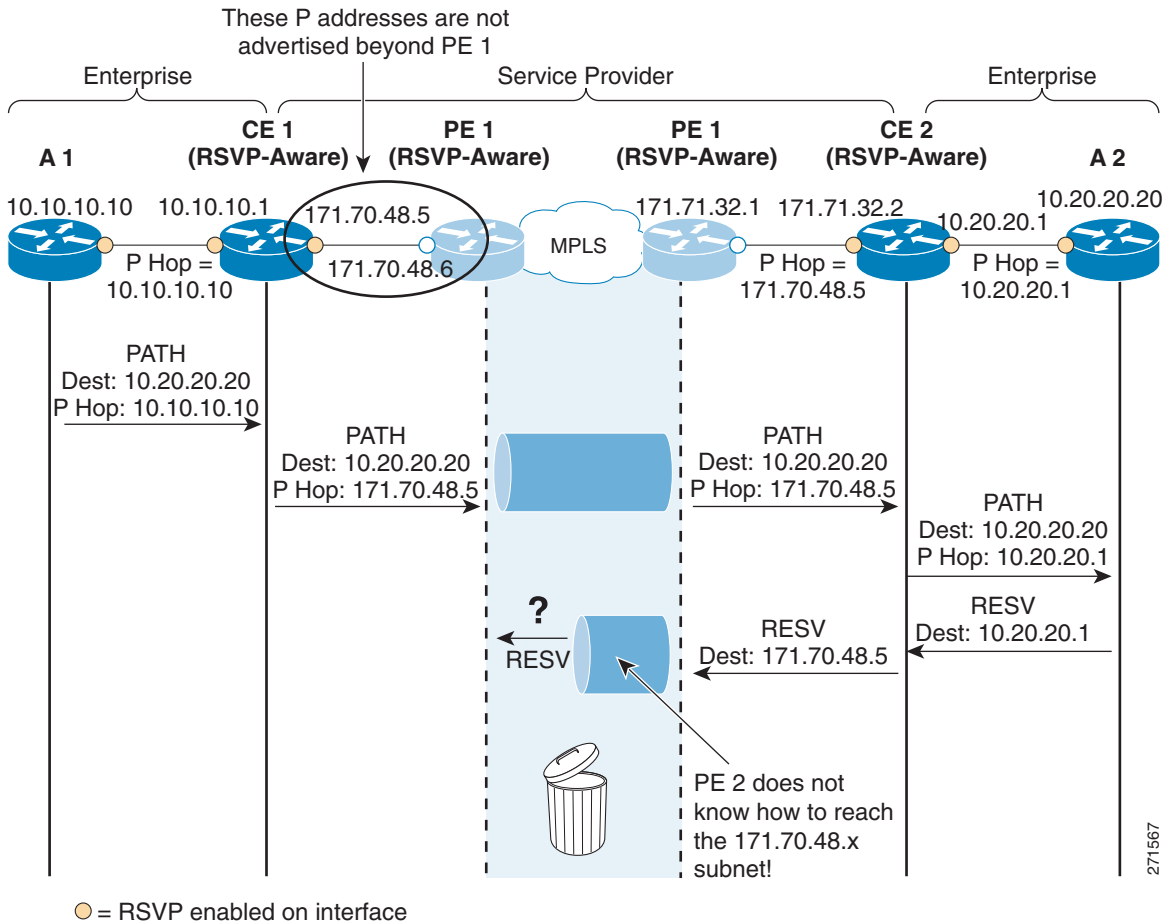 These P addresses are not
advertised beyond PE 1
Enterprise
Service Provider
Enterprise
A 1
CE 1
(RSVP-Aware)
PE 1
(RSVP-Aware)
PE 1
(RSVP-Aware)
CE 2
(RSVP-Aware)
A 2
10.10.10.10
10.10.10.1
171.70.48.5
171.71.32.1
171.71.32.2
10.20.20.1
10.20.20.20
P Hop =
10.10.10.10
171.70.48.6
MPLS
P Hop =
171.70.48.5
P Hop =
10.20.20.1
PATH
Dest: 10.20.20.20
P Hop: 10.10.10.10
PATH
Dest: 10.20.20.20
P Hop: 171.70.48.5
PATH
Dest: 10.20.20.20
P Hop: 171.70.48.5
PATH
Dest: 10.20.20.20
P Hop: 10.20.20.1
RESV
Dest: 10.20.20.1
RESV
Dest: 171.70.48.5
?
RESV
PE 2 does not
know how to reach
the 171.70.48.x
subnet!
271567
= RSVP enabled on interface